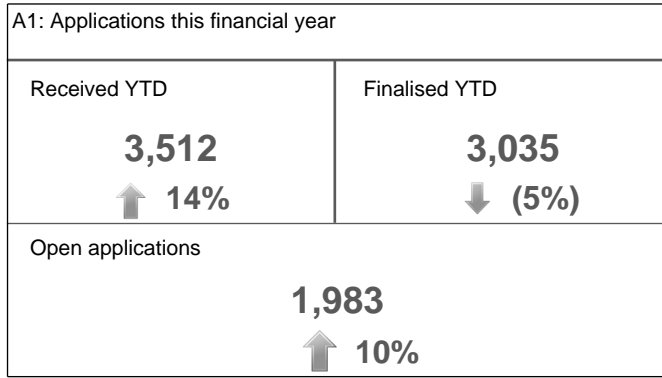 A1: Applications this financial year
Received YTD
3,512
14%
Finalised YTD
3,035
(5%)
Open applications
1,983
10%